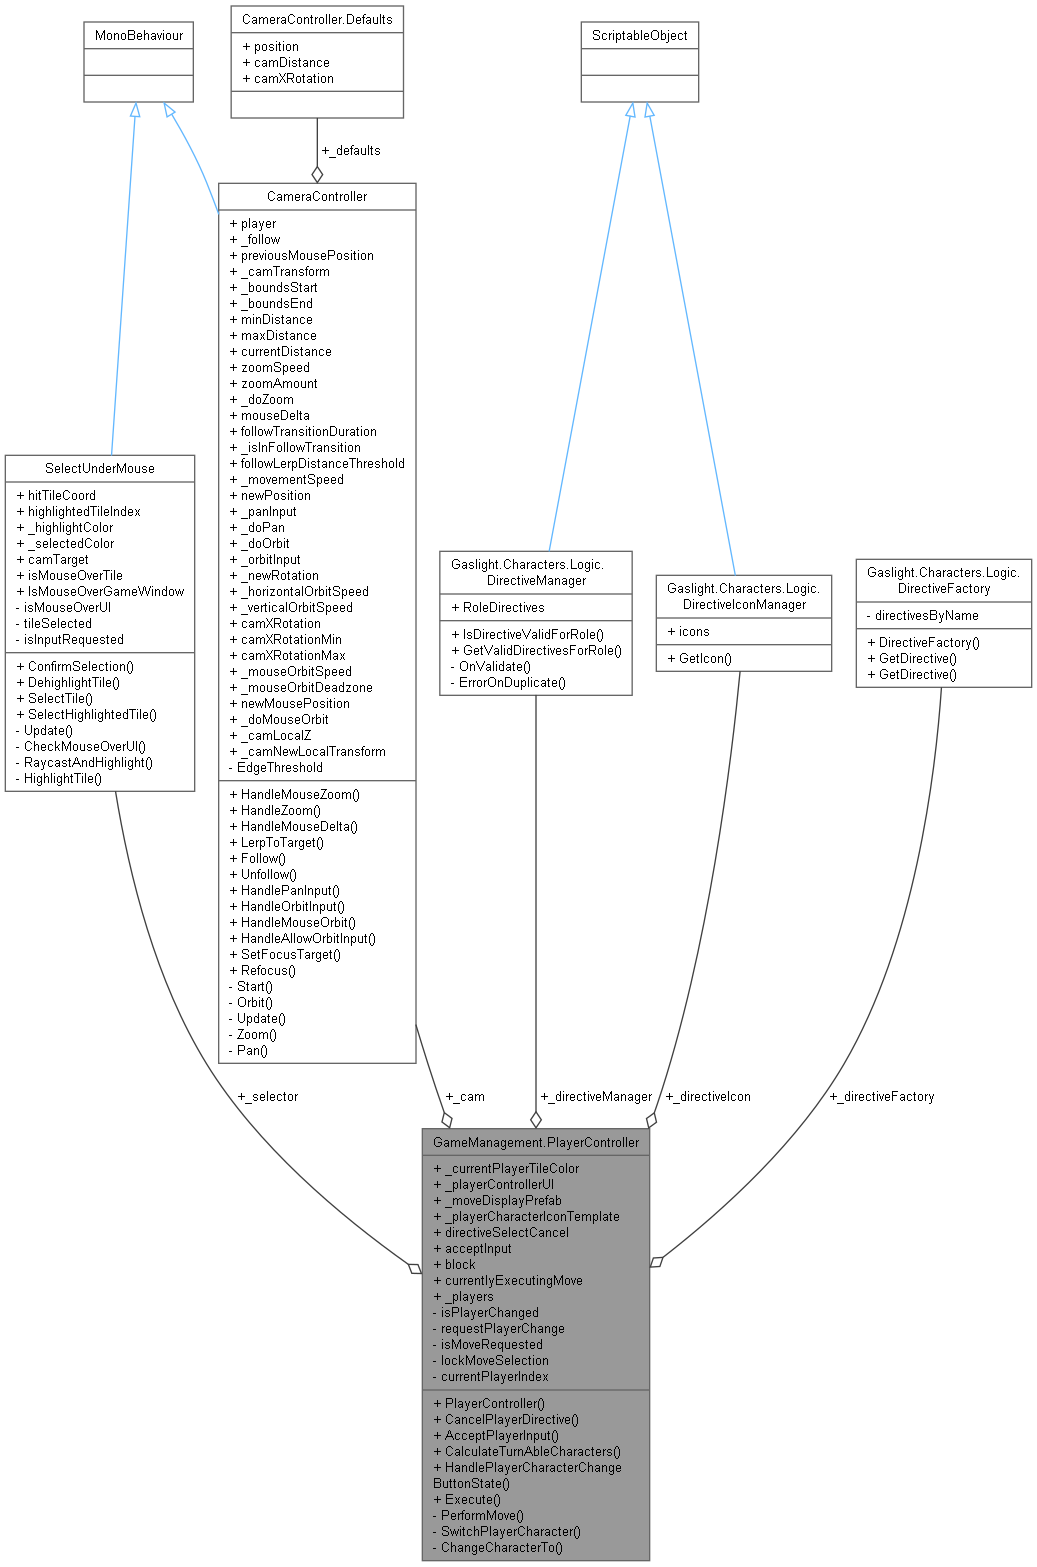 MonoBehaviour
CameraController.Defaults
+ position
+ camDistance
+ camXRotation
ScriptableObject
+_defaults
CameraController
+ player
+ _follow
+ previousMousePosition
+ _camTransform
+ _boundsStart
+ _boundsEnd
+ minDistance
+ maxDistance
+ currentDistance
+ zoomSpeed
+ zoomAmount
+ _doZoom
+ mouseDelta
+ followTransitionDuration
+ _isInFollowTransition
+ followLerpDistanceThreshold
+ _movementSpeed
+ newPosition
+ _panInput
+ _doPan
+ _doOrbit
+ _orbitInput
+ _newRotation
+ _horizontalOrbitSpeed
+ _verticalOrbitSpeed
+ camXRotation
+ camXRotationMin
+ camXRotationMax
+ _mouseOrbitSpeed
+ _mouseOrbitDeadzone
+ newMousePosition
+ _doMouseOrbit
+ _camLocalZ
+ _camNewLocalTransform
- EdgeThreshold
+ HandleMouseZoom()
+ HandleZoom()
+ HandleMouseDelta()
+ LerpToTarget()
+ Follow()
+ Unfollow()
+ HandlePanInput()
+ HandleOrbitInput()
+ HandleMouseOrbit()
+ HandleAllowOrbitInput()
+ SetFocusTarget()
+ Refocus()
- Start()
- Orbit()
- Update()
- Zoom()
- Pan()
SelectUnderMouse
+ hitTileCoord
+ highlightedTileIndex
+ _highlightColor
+ _selectedColor
+ camTarget
+ isMouseOverTile
+ IsMouseOverGameWindow
- isMouseOverUI
- tileSelected
- isInputRequested
+ ConfirmSelection()
+ DehighlightTile()
+ SelectTile()
+ SelectHighlightedTile()
- Update()
- CheckMouseOverUI()
- RaycastAndHighlight()
- HighlightTile()
Gaslight.Characters.Logic.
DirectiveManager
+ RoleDirectives
+ IsDirectiveValidForRole()
+ GetValidDirectivesForRole()
- OnValidate()
- ErrorOnDuplicate()
Gaslight.Characters.Logic.
DirectiveIconManager
+ icons
+ GetIcon()
Gaslight.Characters.Logic.
DirectiveFactory
- directivesByName
+ DirectiveFactory()
+ GetDirective()
+ GetDirective()
+_selector
+_cam
+_directiveManager
+_directiveIcon
+_directiveFactory
GameManagement.PlayerController
+ _currentPlayerTileColor
+ _playerControllerUI
+ _moveDisplayPrefab
+ _playerCharacterIconTemplate
+ directiveSelectCancel
+ acceptInput
+ block
+ currentlyExecutingMove
+ _players
- isPlayerChanged
- requestPlayerChange
- isMoveRequested
- lockMoveSelection
- currentPlayerIndex
+ PlayerController()
+ CancelPlayerDirective()
+ AcceptPlayerInput()
+ CalculateTurnAbleCharacters()
+ HandlePlayerCharacterChange
ButtonState()
+ Execute()
- PerformMove()
- SwitchPlayerCharacter()
- ChangeCharacterTo()